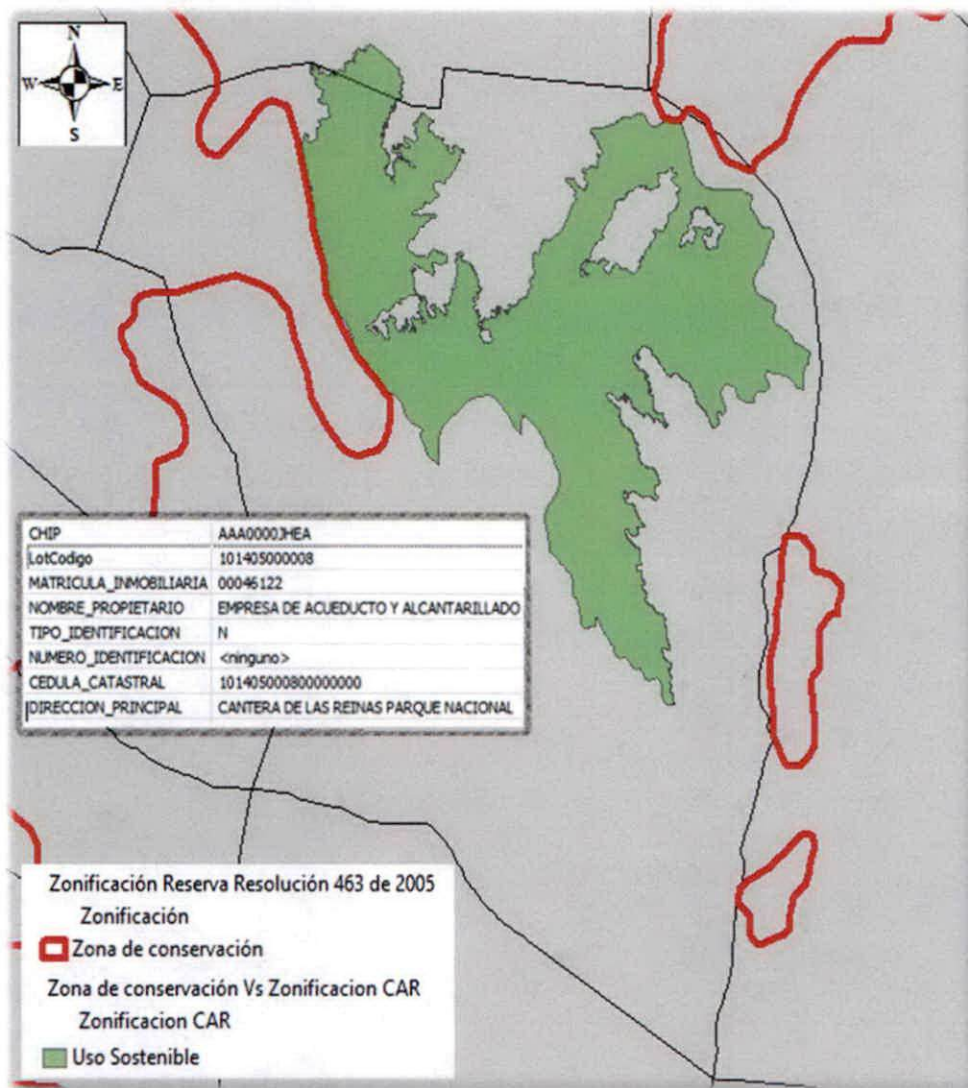 N
W E
S
CHIP AAA0000JHEA
LotCodigo 101405000008
MATRICULA_INMOBILIARIA 00046122
NOMBRE_PROPIETARIO EMPRESA DE ACUEDUCTO Y ALCANTARILLADO
TIPO_IDENTIFICACION N
NUMERO_IDENTIFICACION <ninguno>
CEDULA_CATASTRAL 101405000800000000
DIRECCION_PRINCIPAL CANTERA DE LAS REINAS PARQUE NACIONAL
Zonificación Reserva Resolución 463 de 2005
Zonificación
Zona de conservación
Zona de conservación Vs Zonificacion CAR
Zonificacion CAR
Uso Sostenible